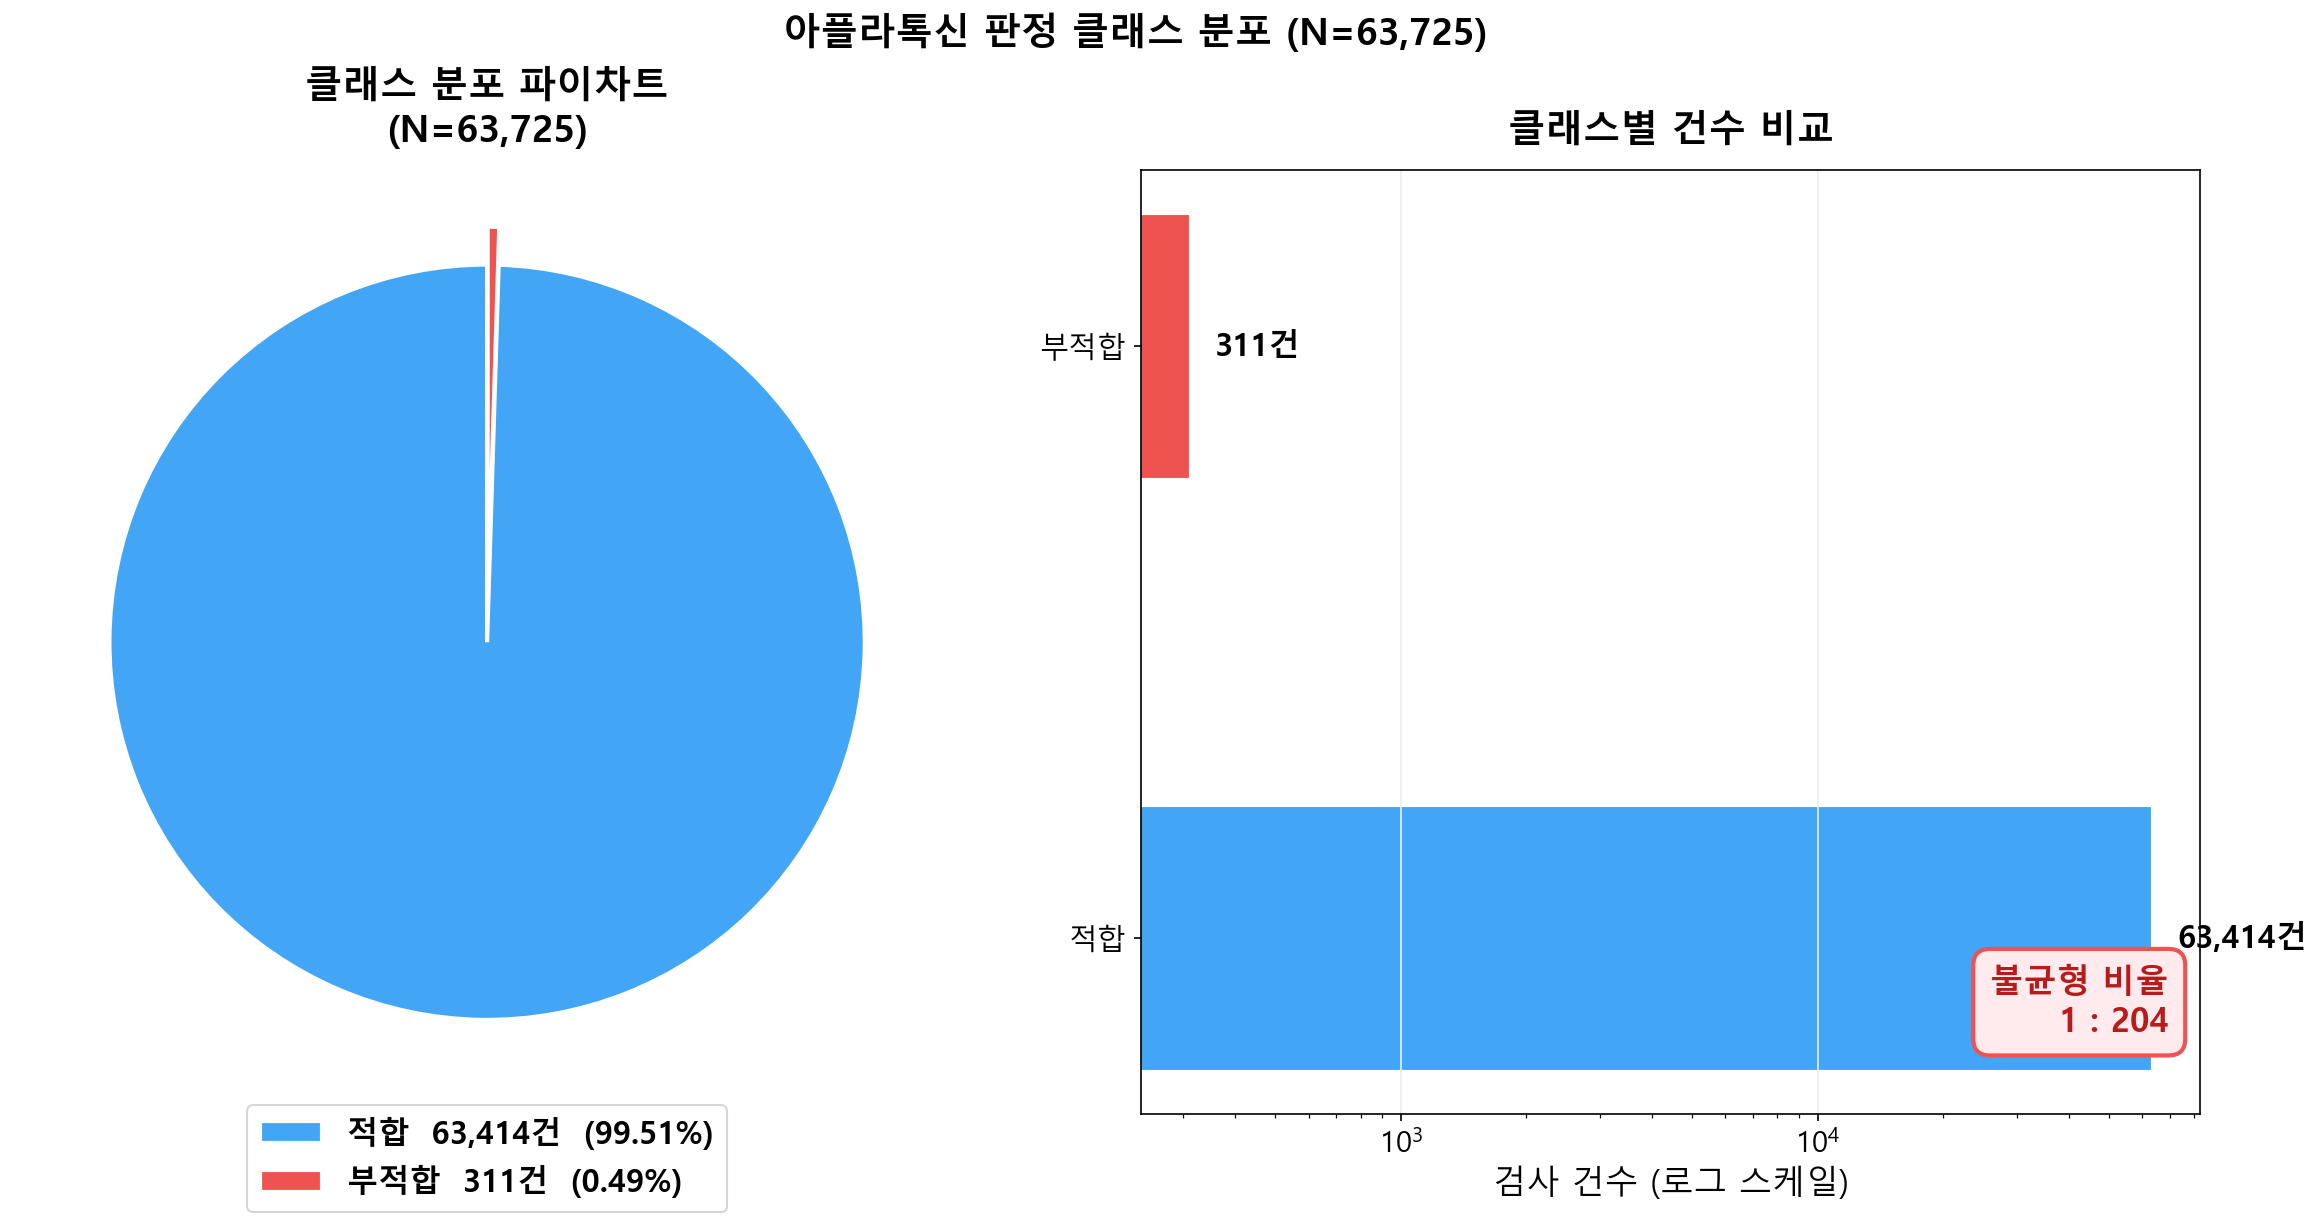 아플라톡신 판정 클래스 분포 (N=63,725)
클래스 분포 파이차트
(N=63,725)
적합 63,414건 (99.51%)
부적합 311건 (0.49%)
클래스별 건수 비교
부적합
311건
적합
63,414건
불균형 비율
1 : 204
10³
10⁴
검사 건수 (로그 스케일)